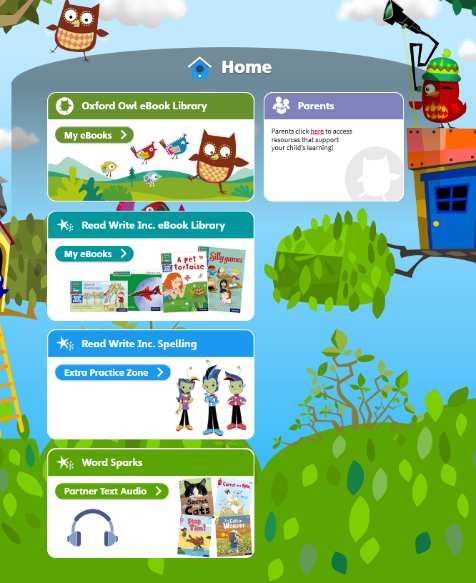 Home
Oxford Owl eBook Library
My eBooks
Parents
Parents click here to access
resources that support
your child's learning!
Read Write Inc. eBook Library
My eBooks
A pet
tortoise
Silly games
Read Write Inc. Spelling
Extra Practice Zone
Word Sparks
Partner Text Audio
Secret
Cats
Stop